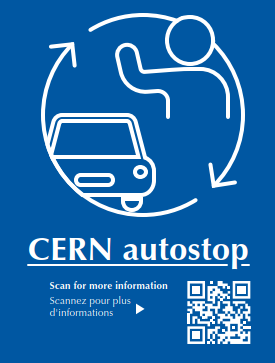 CERN autostop
Scan for more information
Scannez pour plus
d'informations